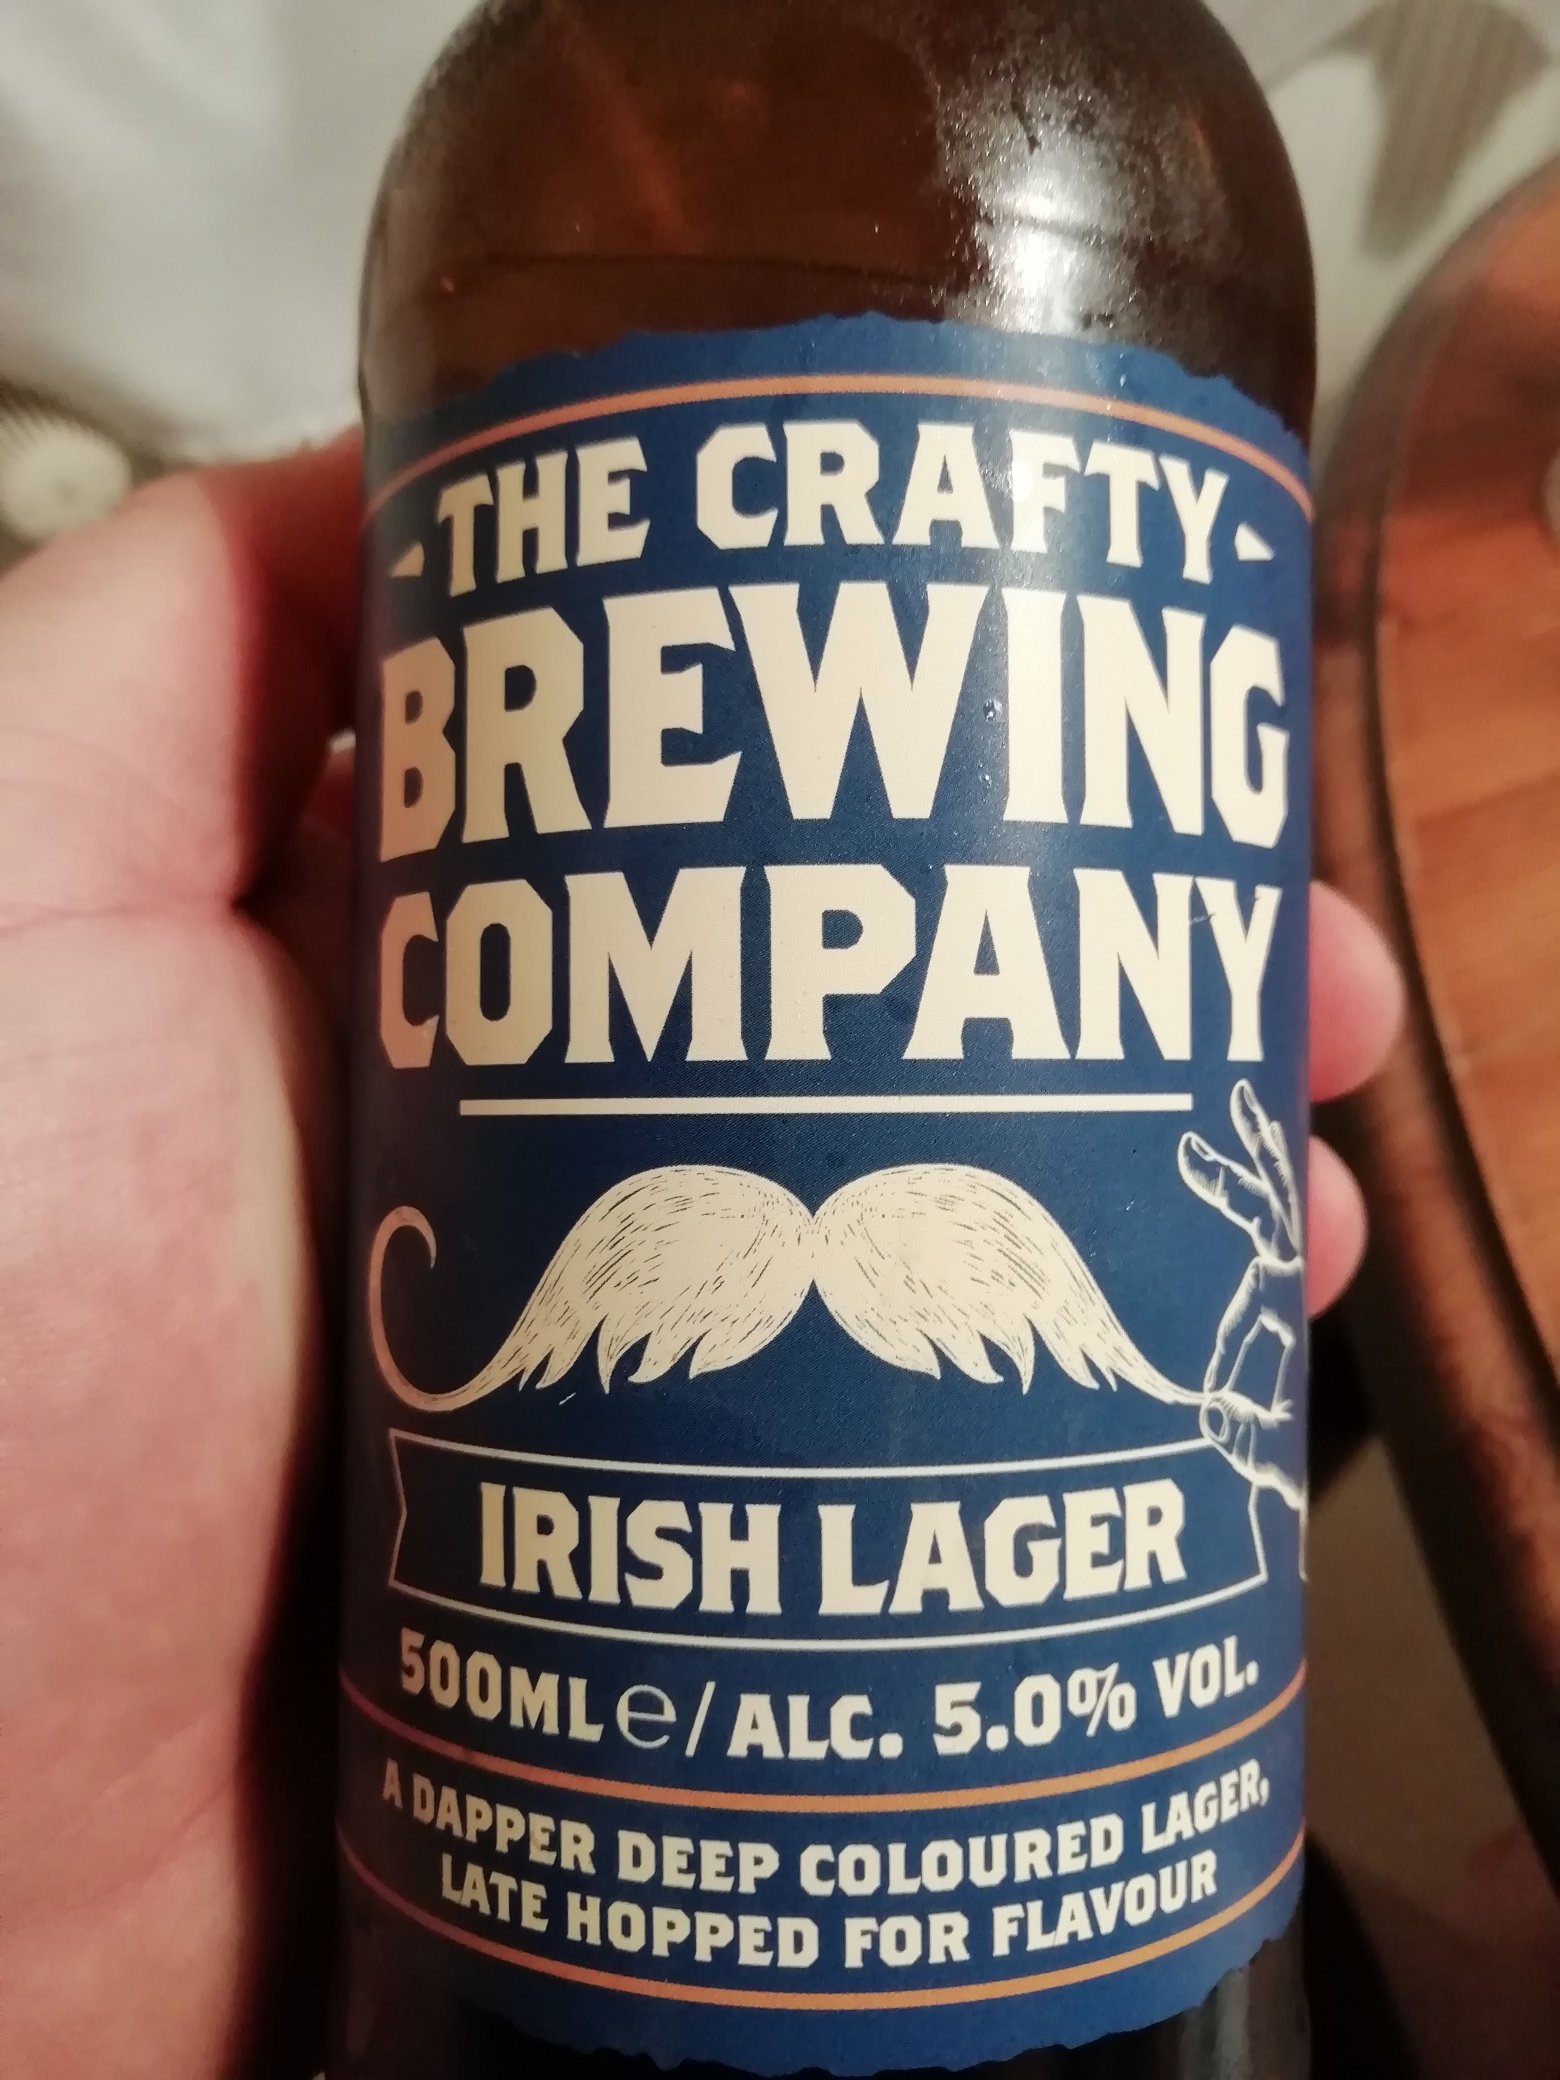 THE CRAFTY
BREWING
COMPANY
IRISH LAGER
500ML e / ALC. 5.0% VOL.
A DAPPER DEEP COLOURED LAGER,
LATE HOPPED FOR FLAVOUR